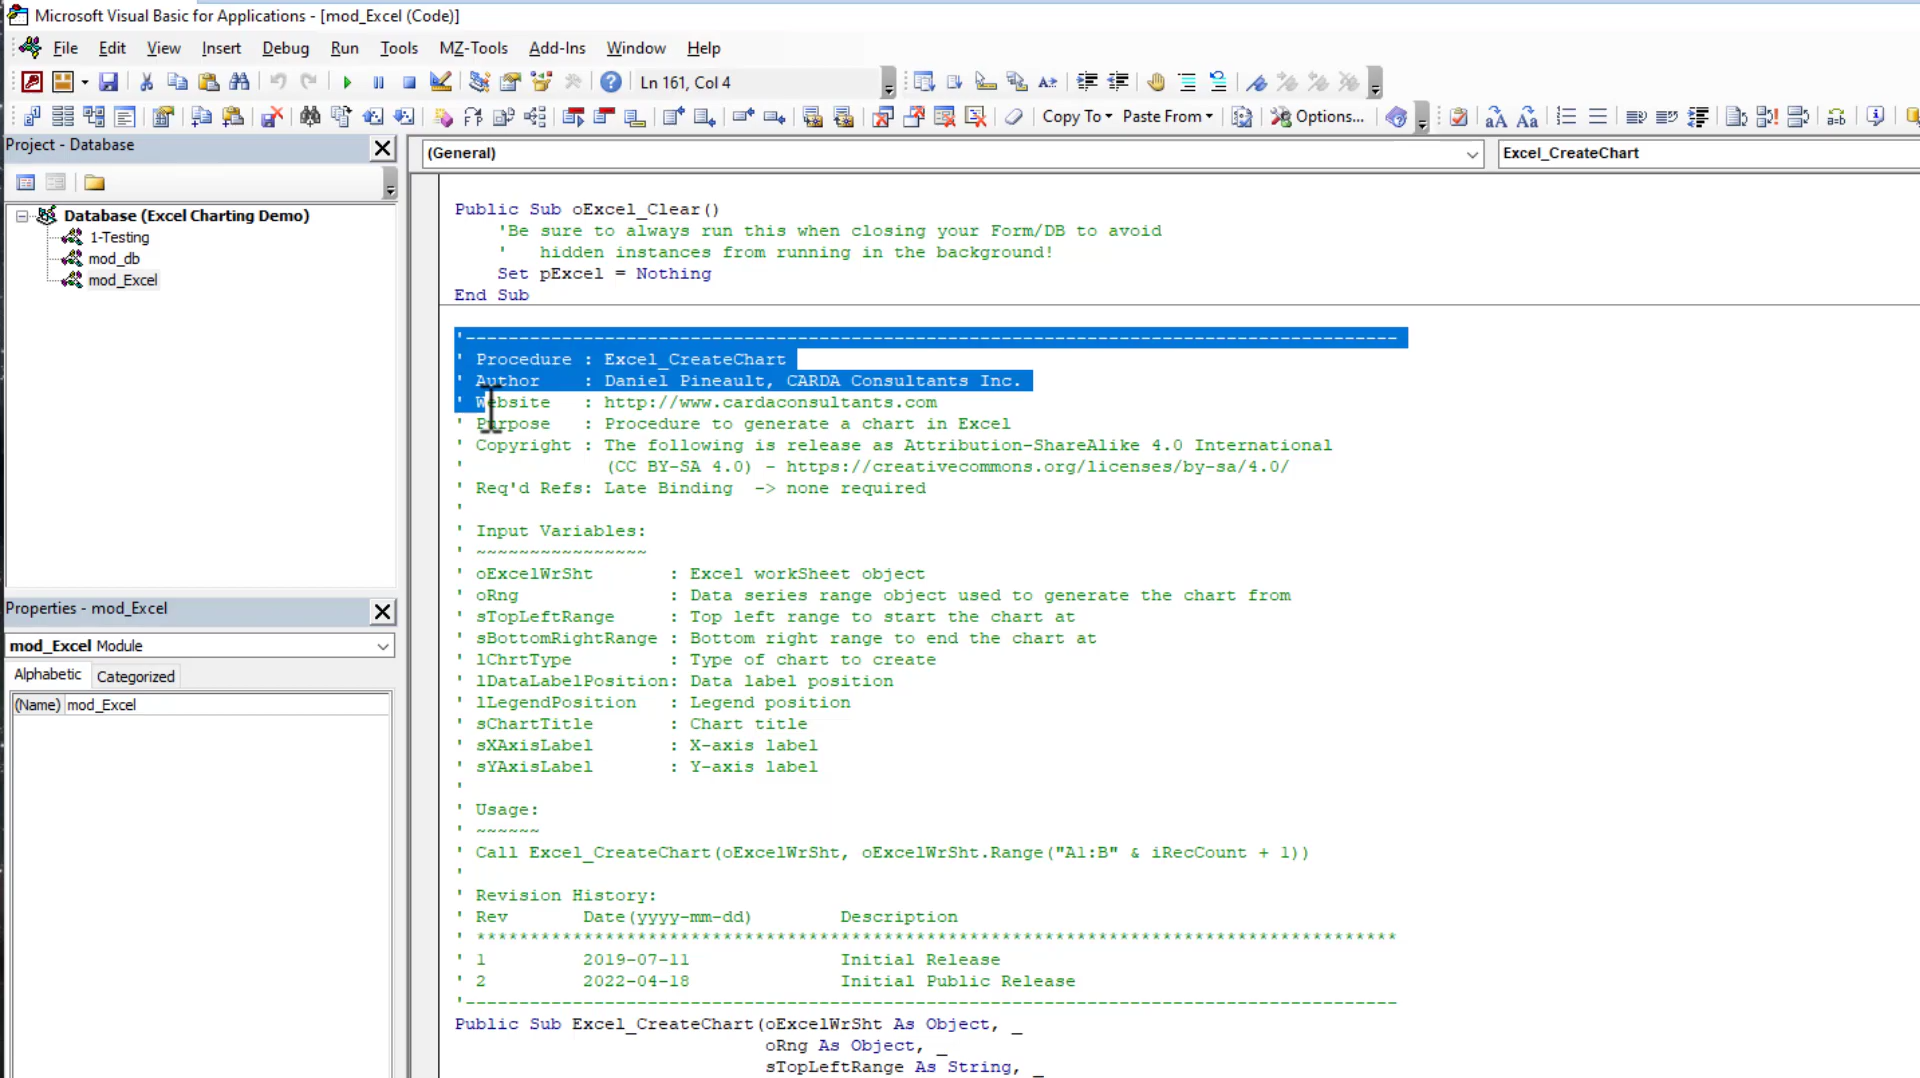 Microsoft Visual Basic for Applications - [mod_Excel (Code)]
File Edit View Insert Debug Run Tools MZ-Tools Add-Ins Window Help
Ln 161, Col 4
Copy To Paste From Options...
Project - Database
(General) Excel_CreateChart
Database (Excel Charting Demo)
1-Testing
mod_db
mod_Excel
Properties - mod_Excel
mod_Excel Module
Alphabetic Categorized
(Name) mod_Excel
Public Sub oExcel_Clear()
'Be sure to always run this when closing your Form/DB to avoid
' hidden instances from running in the background!
Set pExcel = Nothing
End Sub
'---------------------------------------------------------------------------------------
' Procedure : Excel_CreateChart
' Author : Daniel Pineault, CARDA Consultants Inc.
' Website : http://www.cardaconsultants.com
' Purpose : Procedure to generate a chart in Excel
' Copyright : The following is release as Attribution-ShareAlike 4.0 International
' (CC BY-SA 4.0) - https://creativecommons.org/licenses/by-sa/4.0/
' Req'd Refs: Late Binding -> none required
'
' Input Variables:
' ~~~~~~~~~~~~~~~~
' oExcelWrSht : Excel workSheet object
' oRng : Data series range object used to generate the chart from
' sTopLeftRange : Top left range to start the chart at
' sBottomRightRange : Bottom right range to end the chart at
' lChrtType : Type of chart to create
' lDataLabelPosition: Data label position
' lLegendPosition : Legend position
' sChartTitle : Chart title
' sXAxisLabel : X-axis label
' sYAxisLabel : Y-axis label
'
' Usage:
' ~~~~~~
' Call Excel_CreateChart(oExcelWrSht, oExcelWrSht.Range("A1:B" & iRecCount + 1))
'
' Revision History:
' Rev Date(yyyy-mm-dd) Description
' **************************************************************************************
' 1 2019-07-11 Initial Release
' 2 2022-04-18 Initial Public Release
'---------------------------------------------------------------------------------------
Public Sub Excel_CreateChart(oExcelWrSht As Object, _
oRng As Object, _
sTopLeftRange As String, _